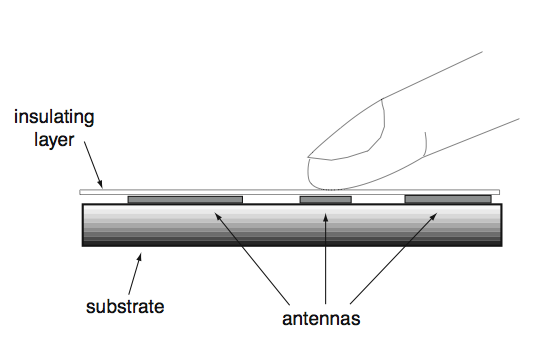 insulating
layer
substrate
antennas